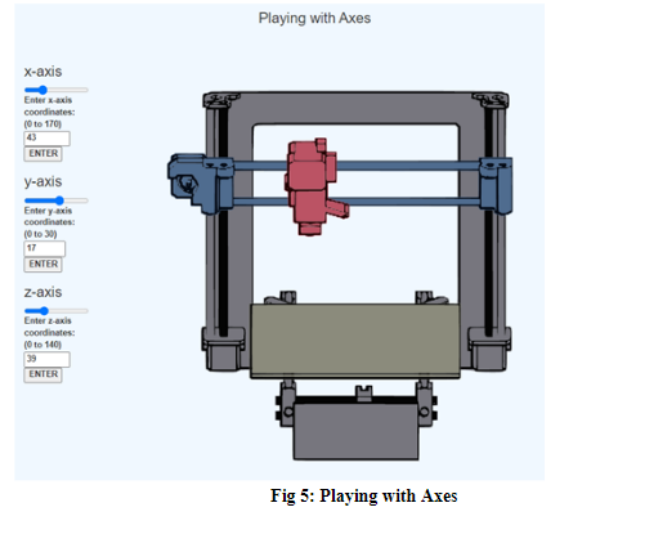 Playing with Axes
x-axis
Enter x-axis
coordinates:
(0 to 170)
43
ENTER
y-axis
Enter y-axis
coordinates:
(0 to 30)
17
ENTER
z-axis
Enter z-axis
coordinates:
(0 to 140)
39
ENTER
Fig 5: Playing with Axes